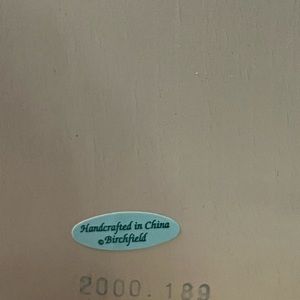 Handcrafted in China
©Birchfield
2000.189